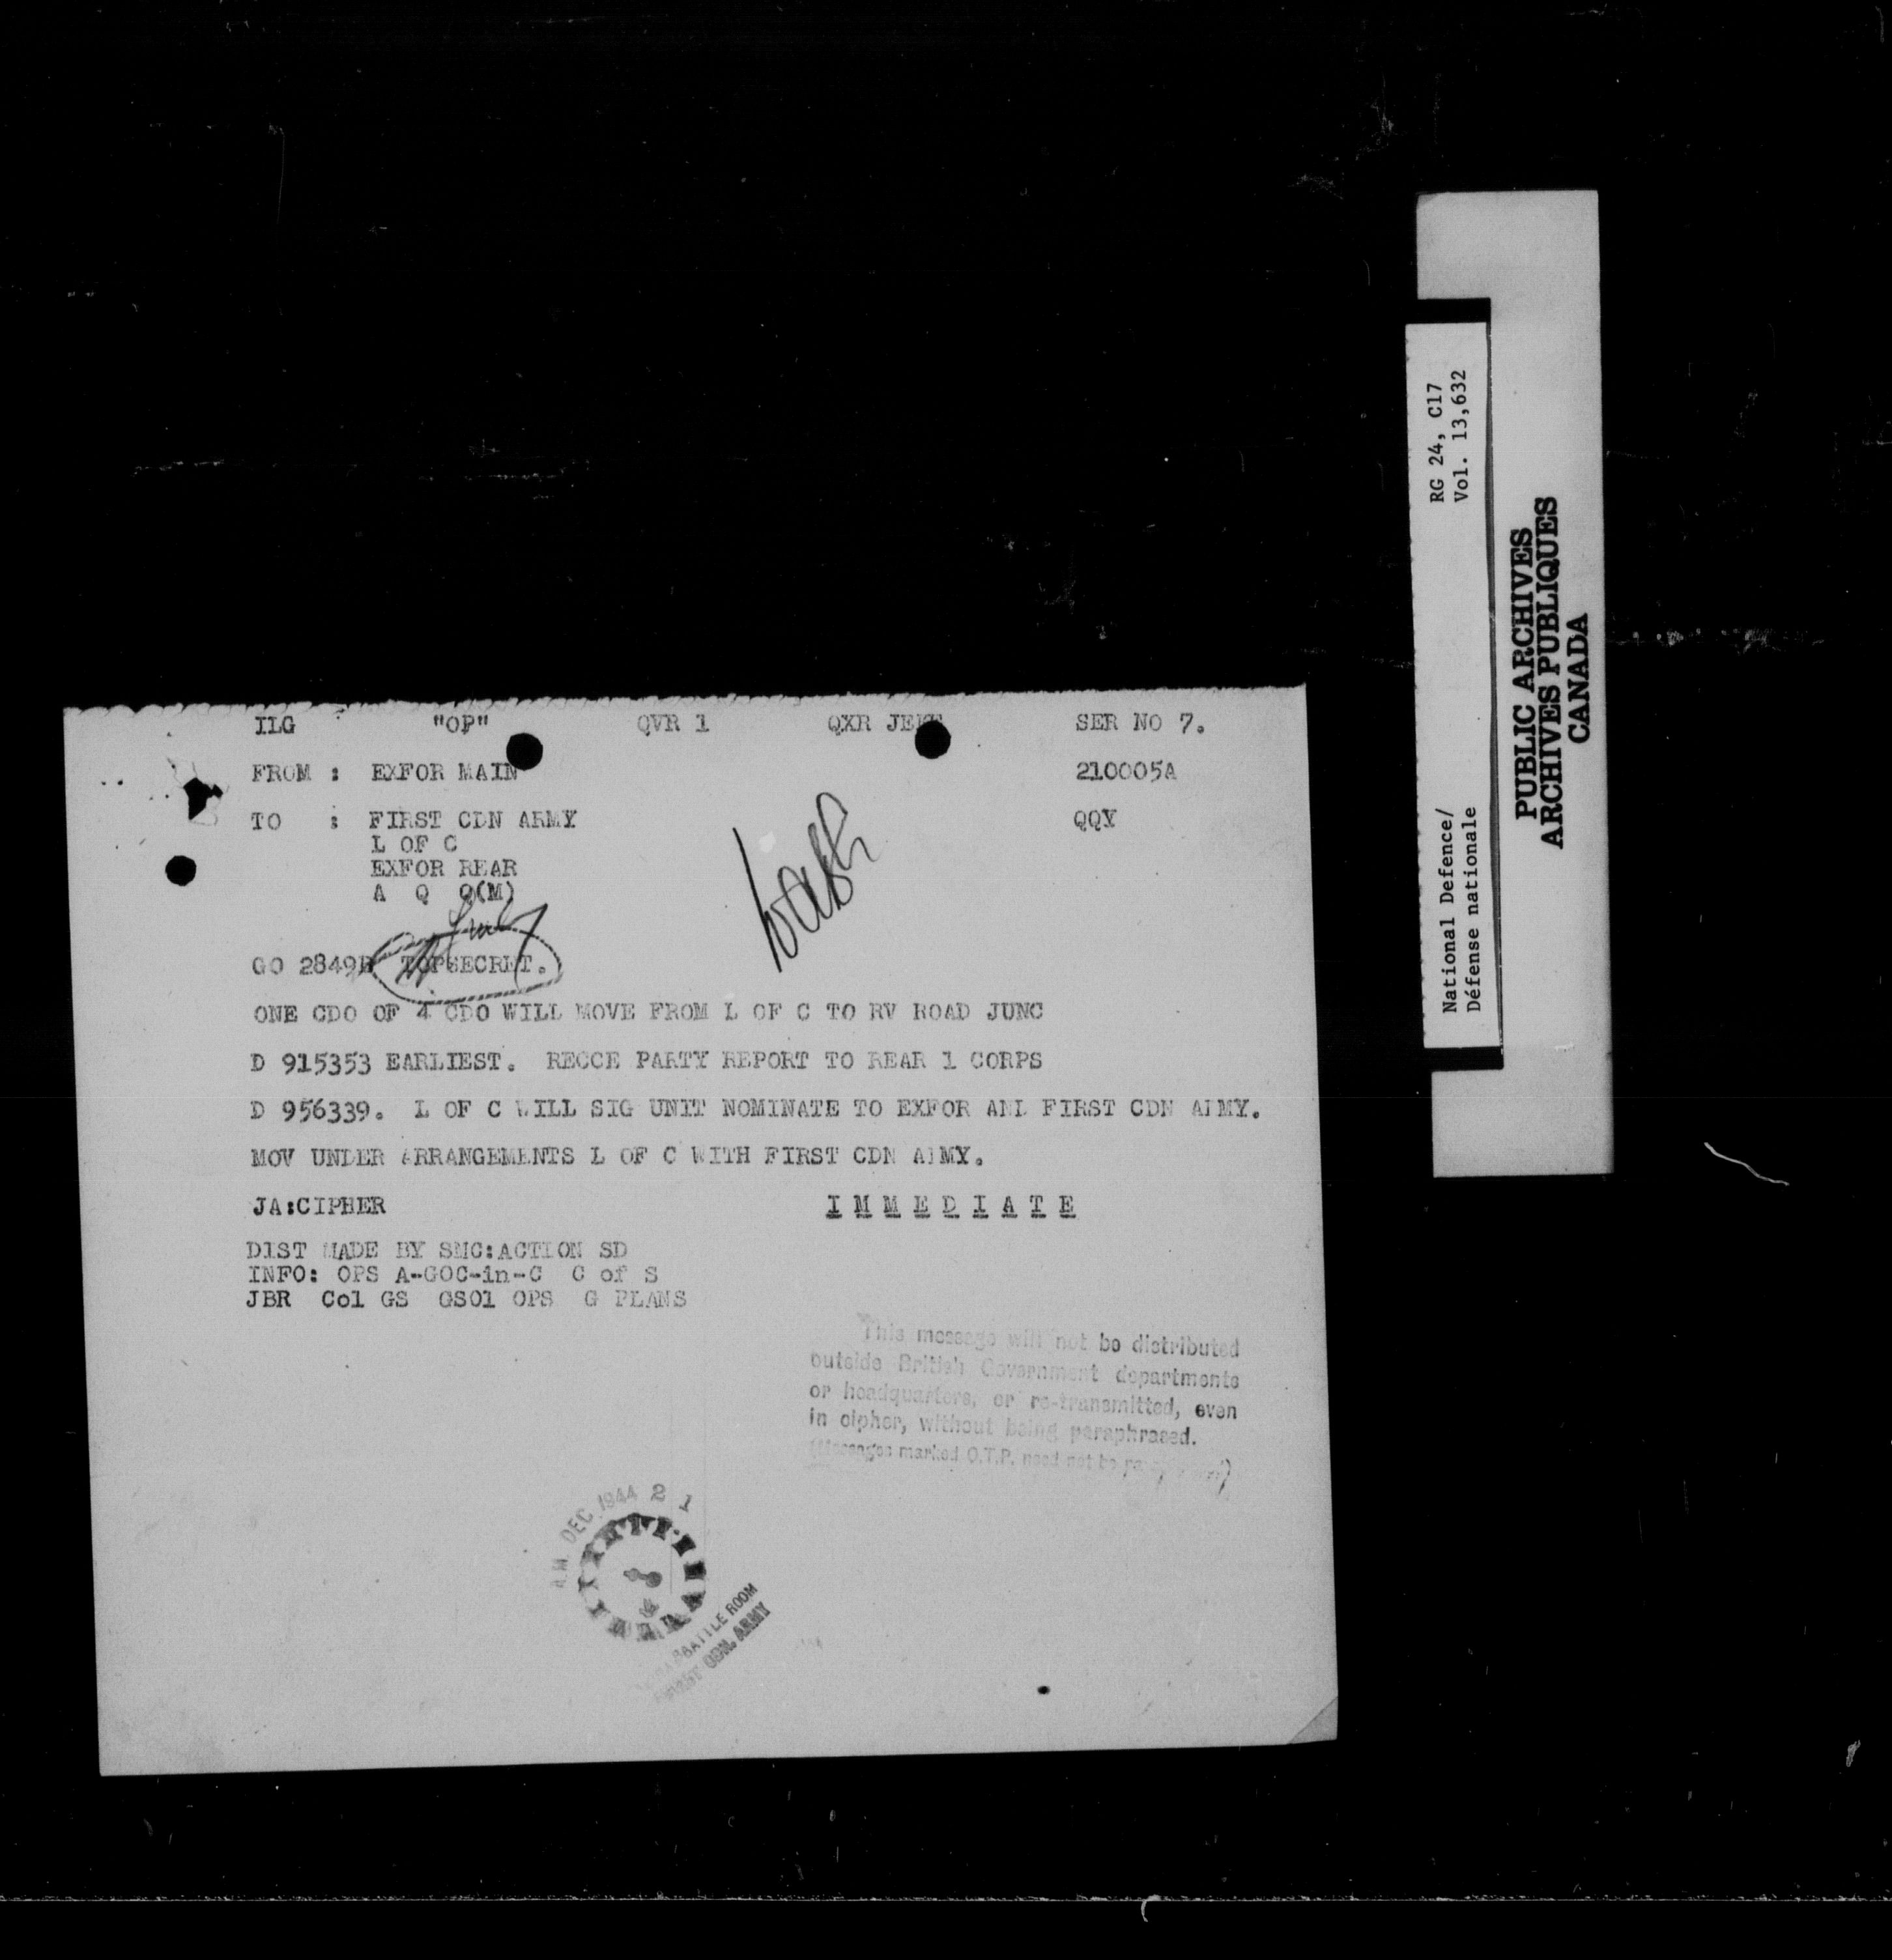 ILG "OP" QVR 1 QXR SER NO 7.
FROM : EXFOR MAIN 210005A
TO : FIRST CDN ARMY QQY
L OF C
EXFOR REAR
A Q Q(M)
GO 2849B TOPSECRET.
ONE CDO OF 4 CDO WILL MOVE FROM L OF C TO RV ROAD JUNC
D 915353 EARLIEST. RECCE PARTY REPORT TO REAR 1 CORPS
D 956339. L OF C WILL SIG UNIT NOMINATE TO EXFOR AND FIRST CDN ARMY.
MOV UNDER ARRANGEMENTS L OF C WITH FIRST CDN ARMY.
JA:CIPHER IMMEDIATE
DIST MADE BY SMC:ACTION SD
INFO: OPS A-GOC-in-C C of S
JBR Col GS GSO1 OPS G PLANS
This message will not be distributed
outside British Government departments
or headquarters, or re-transmitted, even
in cipher, without being paraphrased.
(Messages marked O.T.P. need not be
A.M. DEC 1944 21
BATTLE ROOM
FIRST CDN. ARMY
National Defence/ RG 24, C17
Défense nationale Vol. 13,632
PUBLIC ARCHIVES
ARCHIVES PUBLIQUES
CANADA